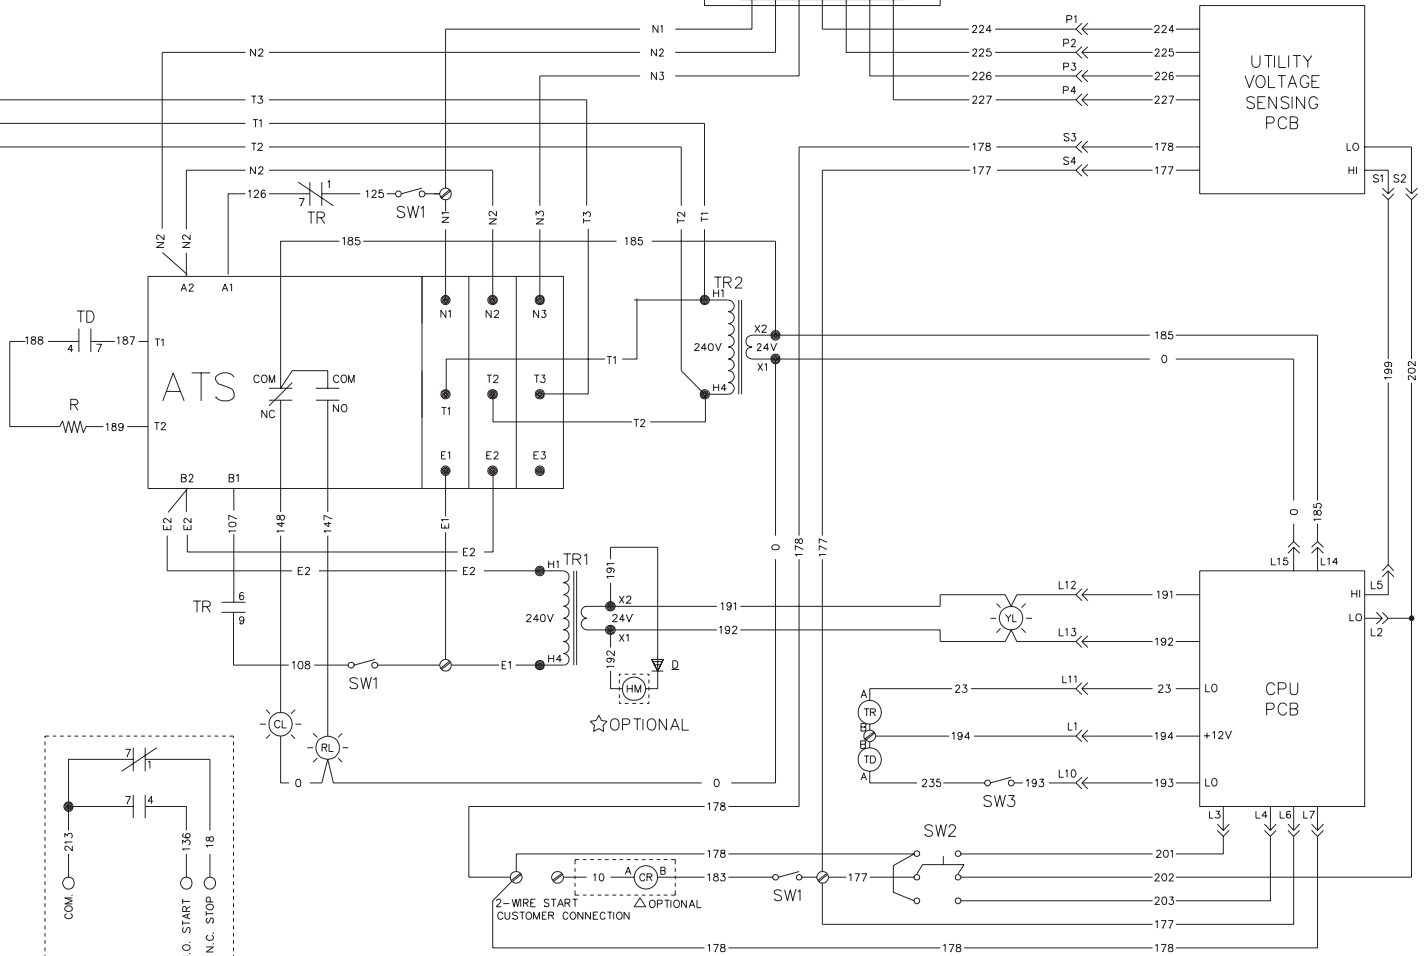 N1
224
P1
224
N2
N2
225
P2
225
N3
226
P3
226
T3
227
P4
227
UTILITY
VOLTAGE
SENSING
PCB
T1
T2
178
S3
178
LO
N2
177
S4
177
HI
S1
S2
126
7
1
TR
125
SW1
N2
N2
N1
N2
N3
T3
T2
T1
185
185
A2
A1
TR2
H1
N1
N2
N3
TD
188
4
7
187
T1
X2
185
240V
24V
T1
X1
0
199
202
ATS
COM
COM
NC
NO
T2
T3
T1
H4
R
189
T2
T2
E1
E2
E3
B2
B1
E2
E2
107
148
147
E1
0
178
177
0
185
E2
TR1
L15
L14
E2
E2
H1
191
L12
191
HI
L5
TR
6
9
X2
191
240V
24V
YL
LO
L2
X1
192
L13
192
192
108
SW1
E1
H4
D
HM
OPTIONAL
A
23
L11
23
LO
CPU
PCB
TR
B
194
L1
194
+12V
B
TD
A
235
SW3
193
L10
193
LO
CL
RL
0
0
7
1
7
4
213
136
18
COM.
.O. START
N.C. STOP
178
L3
L4
L6
L7
SW2
178
201
10
A
CR
B
183
SW1
177
202
2-WIRE START
CUSTOMER CONNECTION
OPTIONAL
203
177
178
178
178